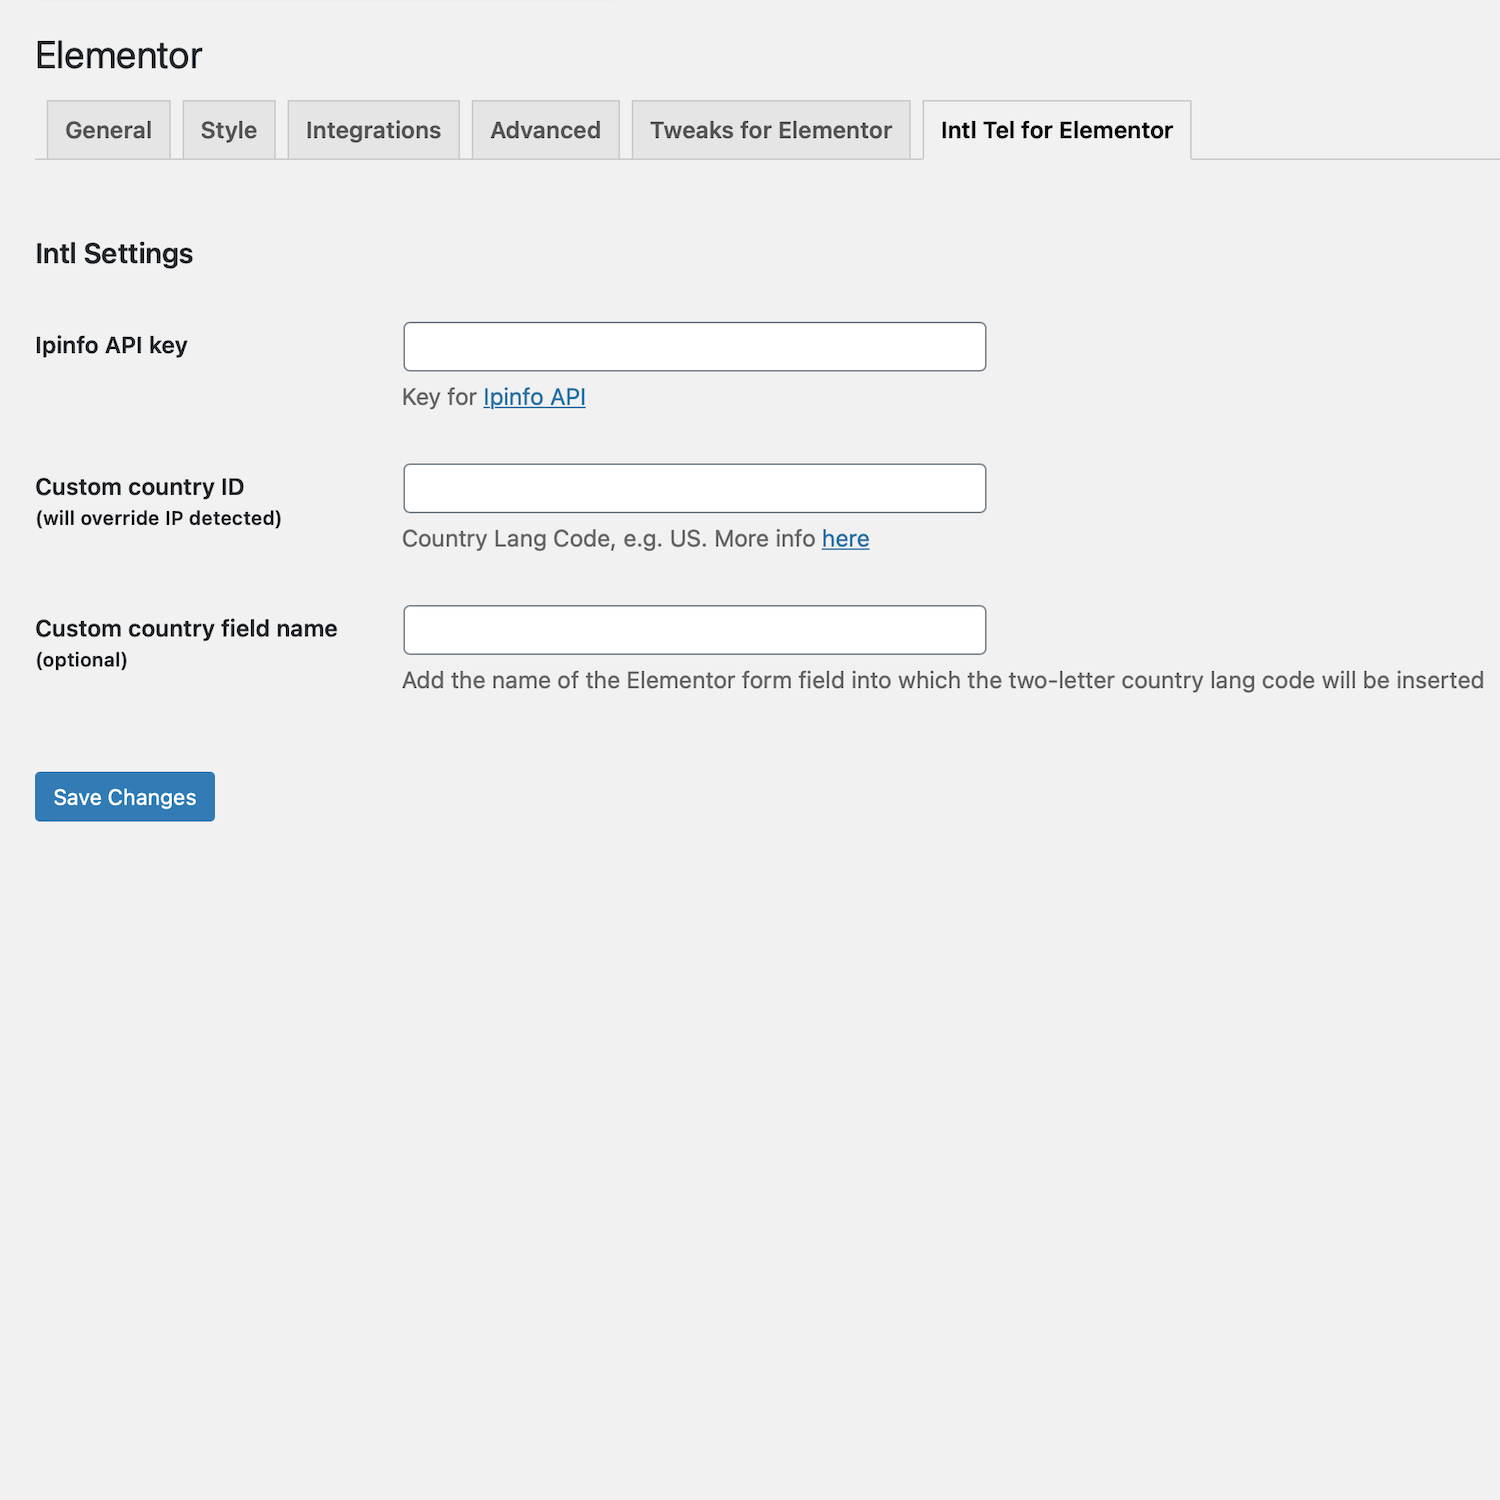 Elementor
General Style Integrations Advanced Tweaks for Elementor Intl Tel for Elementor
Intl Settings
Ipinfo API key
Key for Ipinfo API
Custom country ID
(will override IP detected)
Country Lang Code, e.g. US. More info here
Custom country field name
(optional)
Add the name of the Elementor form field into which the two-letter country lang code will be inserted
Save Changes